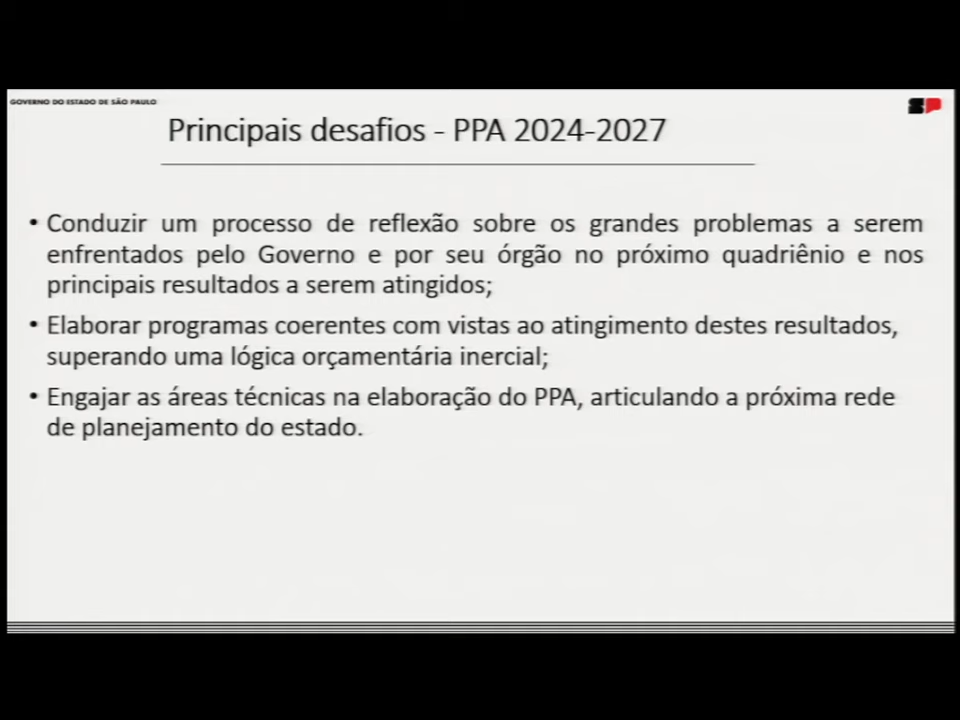 GOVERNO DO ESTADO DE SÃO PAULO
SP
Principais desafios - PPA 2024-2027
• Conduzir um processo de reflexão sobre os grandes problemas a serem
enfrentados pelo Governo e por seu órgão no próximo quadriênio e nos
principais resultados a serem atingidos;
• Elaborar programas coerentes com vistas ao atingimento destes resultados,
superando uma lógica orçamentária inercial;
• Engajar as áreas técnicas na elaboração do PPA, articulando a próxima rede
de planejamento do estado.